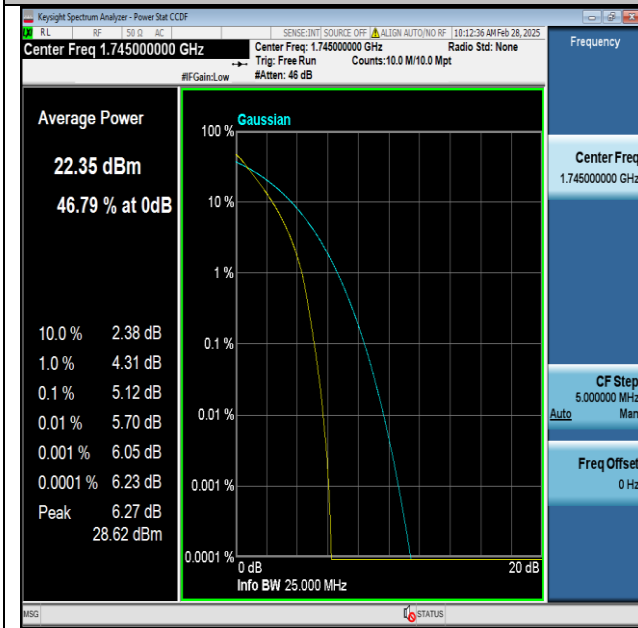 Keysight Spectrum Analyzer - Power Stat CCDF
RL RF 50 Ω AC SENSE:INT SOURCE OFF ALIGN AUTO/NO RF 10:12:36 AM Feb 28, 2025
Center Freq 1.745000000 GHz
Center Freq: 1.745000000 GHz Radio Std: None
Trig: Free Run Counts:10.0 M/10.0 Mpt
#IFGain:Low #Atten: 46 dB
Frequency
Average Power
22.35 dBm
46.79 % at 0dB
10.0 % 2.38 dB
1.0 % 4.31 dB
0.1 % 5.12 dB
0.01 % 5.70 dB
0.001 % 6.05 dB
0.0001 % 6.23 dB
Peak 6.27 dB
28.62 dBm
Gaussian
100 %
10 %
1 %
0.1 %
0.01 %
0.001 %
0.0001 %
0 dB 20 dB
Info BW 25.000 MHz
Center Freq
1.745000000 GHz
CF Step
5.000000 MHz
Auto Man
Freq Offset
0 Hz
MSG STATUS